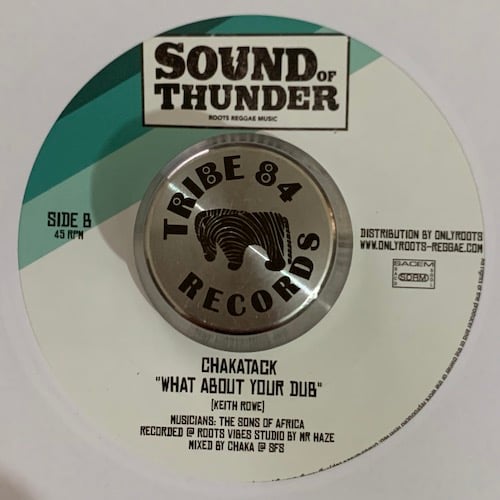 SOUND OF
THUNDER
ROOTS REGGAE MUSIC
TRIBE 84
RECORDS
SIDE B
45 RPM
DISTRIBUTION BY ONLYROOTS
WWW.ONLYROOTS-REGGAE.COM
SACEM
SDRM
CHAKATACK
"WHAT ABOUT YOUR DUB"
(KEITH ROWE)
MUSICIANS: THE SONS OF AFRICA
RECORDED @ ROOTS VIBES STUDIO BY MR HAZE
MIXED BY CHAKA @ SFS